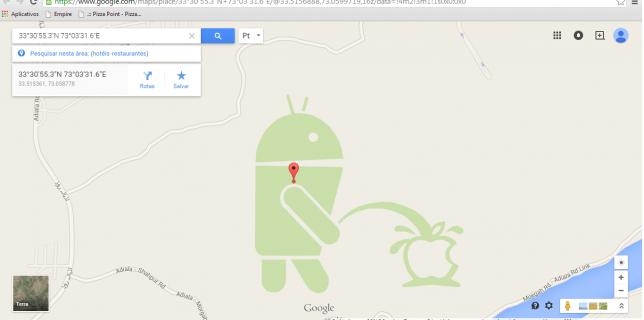 https://www.google.com/maps/place/33°30'55.3"N+73°03'31.6"E/@33.5156888,73.0599719,16z/data=!4m2!3m1!1s0x0:0x0
Aplicativos Empire .: Pizza Point - Pizza...
33°30'55.3"N 73°03'31.6"E
Pt
Pesquisar nesta área: (hotéis-restaurantes)
33°30'55.3"N 73°03'31.6"E
33.515361, 73.058778
Rotas
Salvar
Adiala Rd
Adiala - Shahpur Rd
Adiala - Morgah
Morgah Rd
Adiala Rd Link
Terra
Google